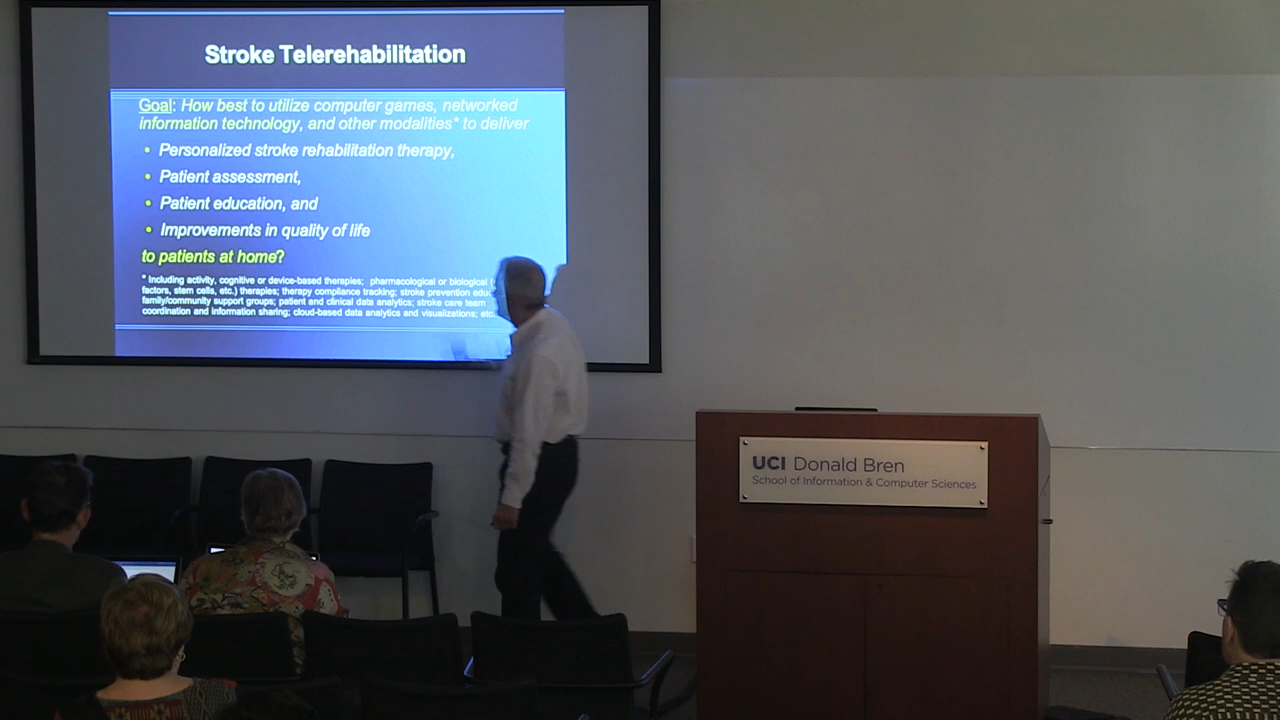 Stroke Telerehabilitation
Goal: How best to utilize computer games, networked
information technology, and other modalities* to deliver
• Personalized stroke rehabilitation therapy,
• Patient assessment,
• Patient education, and
• Improvements in quality of life
to patients at home?
* Including activity, cognitive or device-based therapies; pharmacological or biological
factors, stem cells, etc.) therapies; therapy compliance tracking; stroke prevention
family/community support groups; patient and clinical data analytics; stroke care team
coordination and information sharing; cloud-based data analytics and visualizations; etc.
UCI Donald Bren
School of Information & Computer Sciences